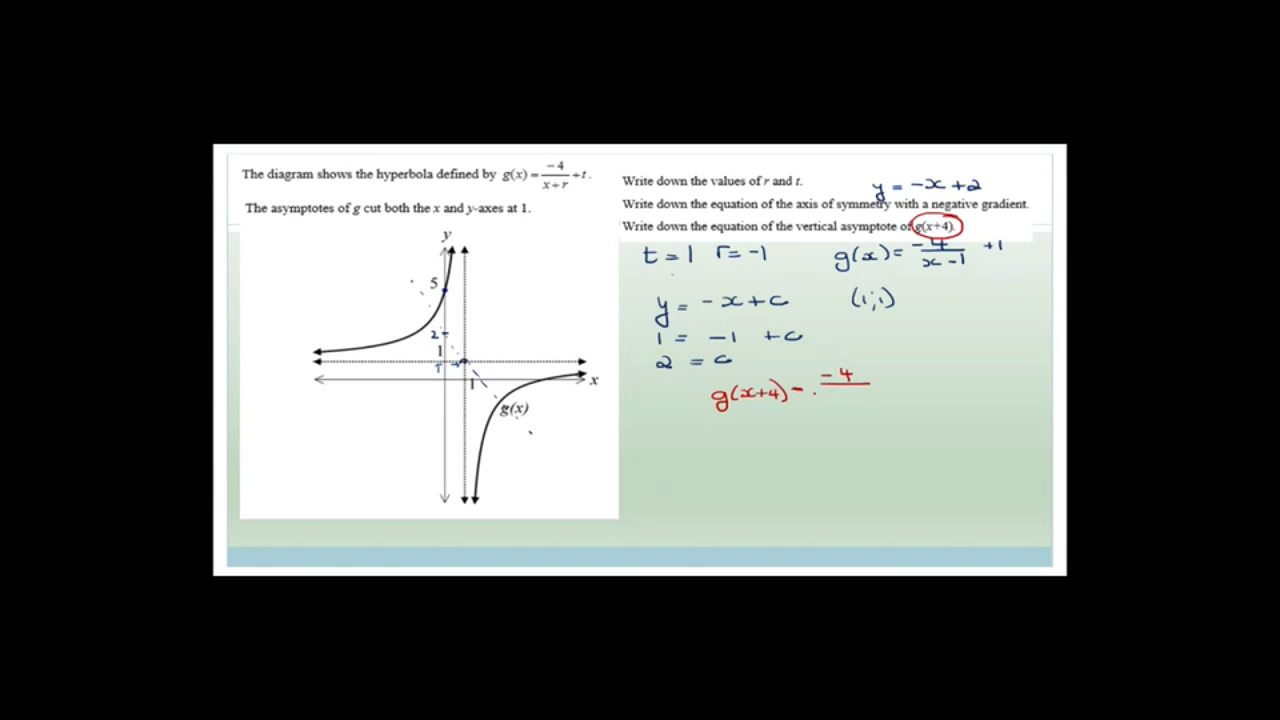 The diagram shows the hyperbola defined by g(x) = -4/(x+r) + t.
The asymptotes of g cut both the x and y-axes at 1.
y
5
2
1
1
1
x
g(x)
Write down the values of r and t.
y = -x + 2
Write down the equation of the axis of symmetry with a negative gradient.
Write down the equation of the vertical asymptote of g(x+4).
t = 1 r = -1 g(x) = -4/(x-1) + 1
y = -x + c (1;1)
1 = -1 + c
2 = c
g(x+4) = -4